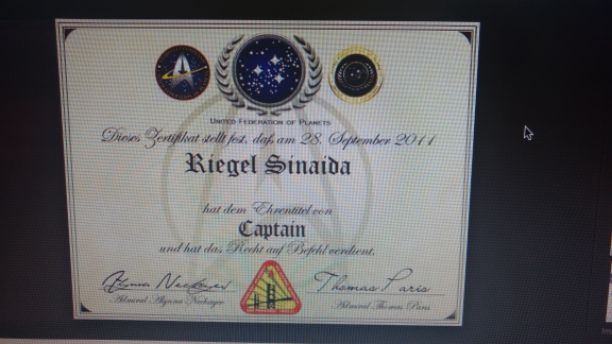 UNITED FEDERATION OF PLANETS
Dieses Zertifikat stellt fest, daß am 28. September 2011
Riegel Sinaida
hat dem Ehrentitel von
Captain
und hat das Recht auf Befehl verdient.
Alynna Nechayev Thomas Paris
Admiral Alynna Nechayev Admiral Thomas Paris